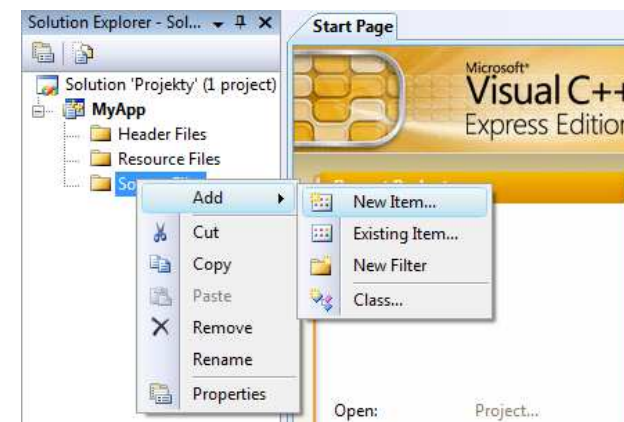 Solution Explorer - Sol...
Start Page
Solution 'Projekty' (1 project)
MyApp
Header Files
Resource Files
Microsoft®
Visual C++
Express Edition
Add
Cut
Copy
Paste
Remove
Rename
Properties
New Item...
Existing Item...
New Filter
Class...
Open:
Project...